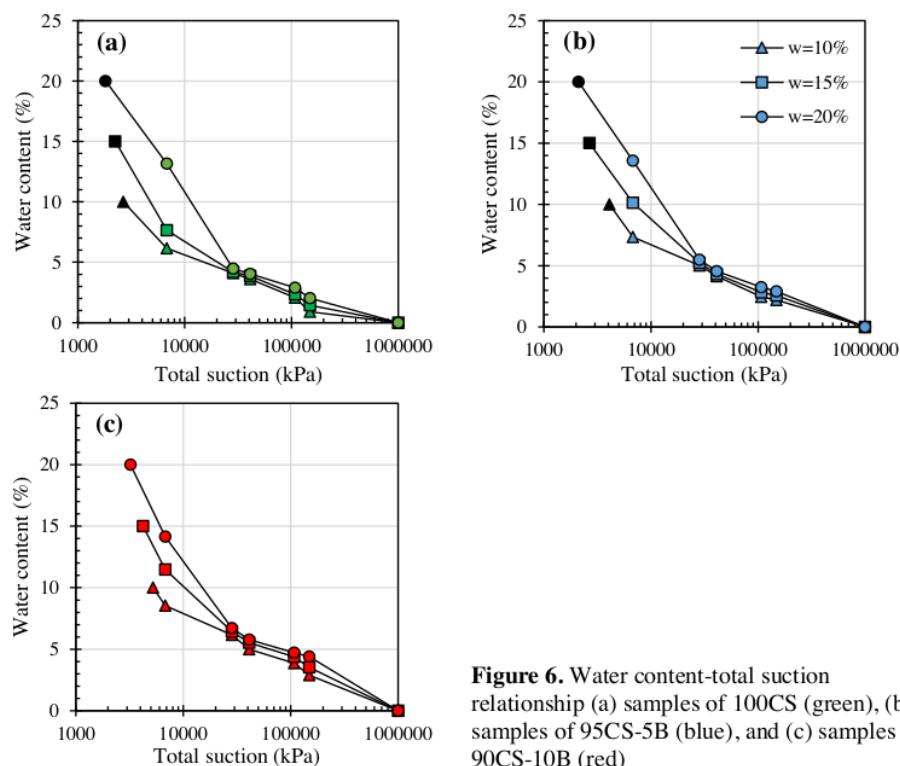 25
(a)
20
15
10
5
0
Water content (%)
1000
10000
100000
1000000
Total suction (kPa)
25
(b)
w=10%
w=15%
w=20%
20
15
10
5
0
Water content (%)
1000
10000
100000
1000000
Total suction (kPa)
25
(c)
20
15
10
5
0
Water content (%)
1000
10000
100000
1000000
Total suction (kPa)
Figure 6. Water content-total suction
relationship (a) samples of 100CS (green), (b
samples of 95CS-5B (blue), and (c) samples
90CS-10B (red)